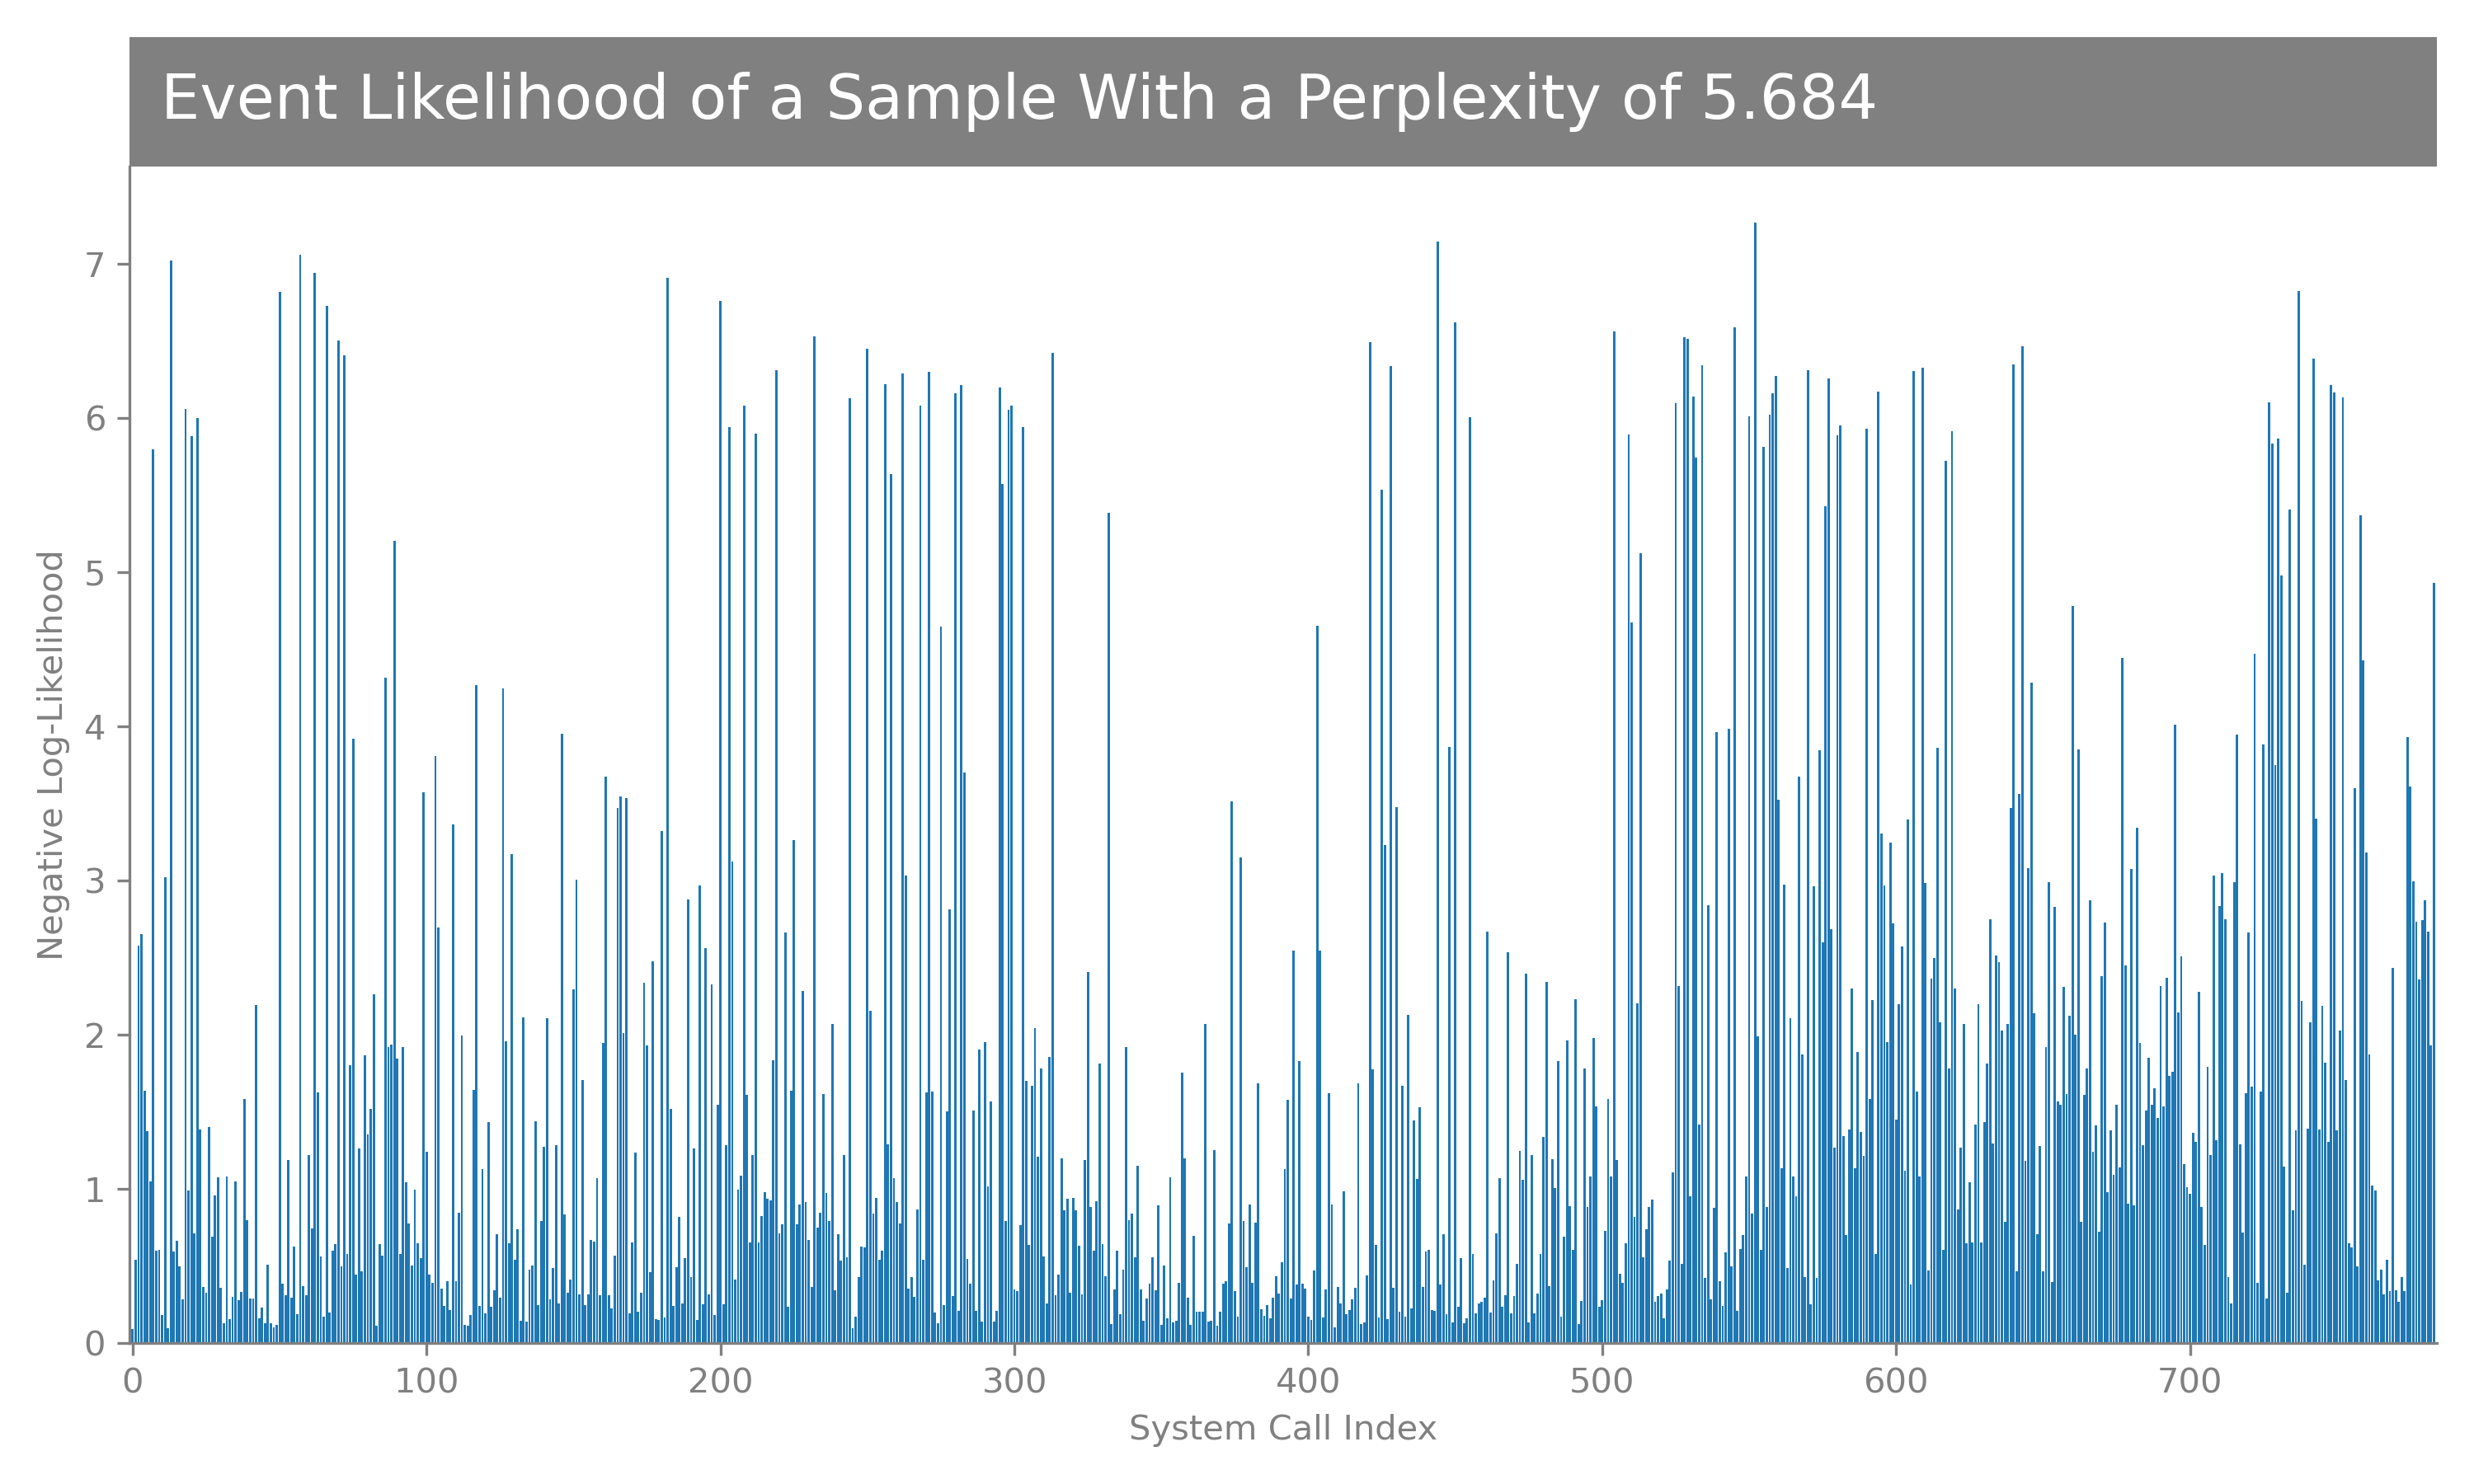 Event Likelihood of a Sample With a Perplexity of 5.684
Negative Log-Likelihood
7
6
5
4
3
2
1
0
0 100 200 300 400 500 600 700
System Call Index